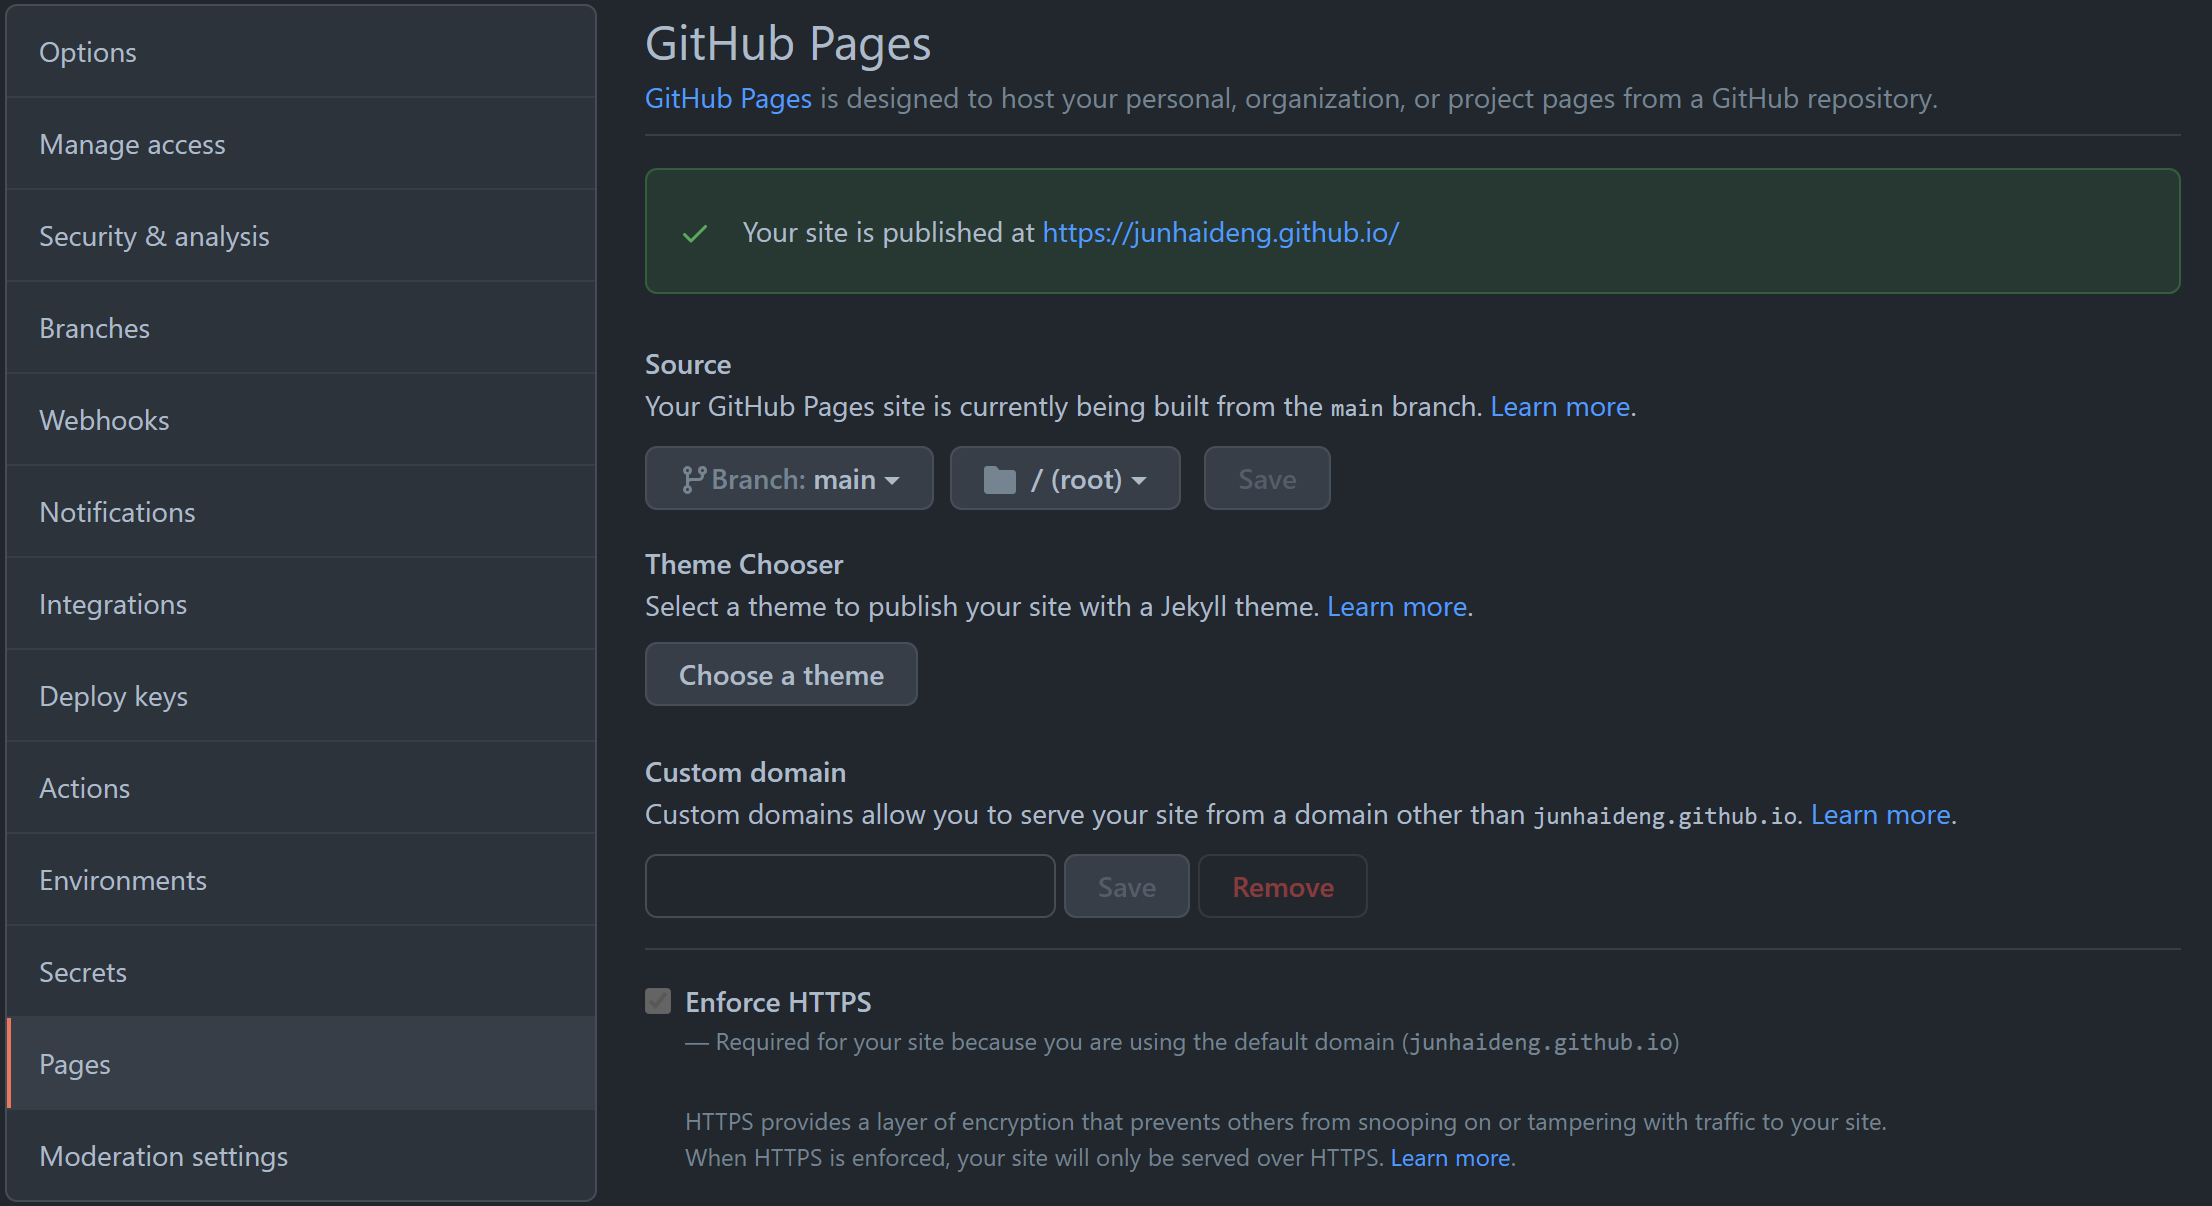 Options
Manage access
Security & analysis
Branches
Webhooks
Notifications
Integrations
Deploy keys
Actions
Environments
Secrets
Pages
Moderation settings
GitHub Pages
GitHub Pages is designed to host your personal, organization, or project pages from a GitHub repository.
Your site is published at https://junhaideng.github.io/
Source
Your GitHub Pages site is currently being built from the main branch. Learn more.
Branch: main / (root) Save
Theme Chooser
Select a theme to publish your site with a Jekyll theme. Learn more.
Choose a theme
Custom domain
Custom domains allow you to serve your site from a domain other than junhaideng.github.io. Learn more.
Save Remove
Enforce HTTPS
— Required for your site because you are using the default domain (junhaideng.github.io)
HTTPS provides a layer of encryption that prevents others from snooping on or tampering with traffic to your site.
When HTTPS is enforced, your site will only be served over HTTPS. Learn more.